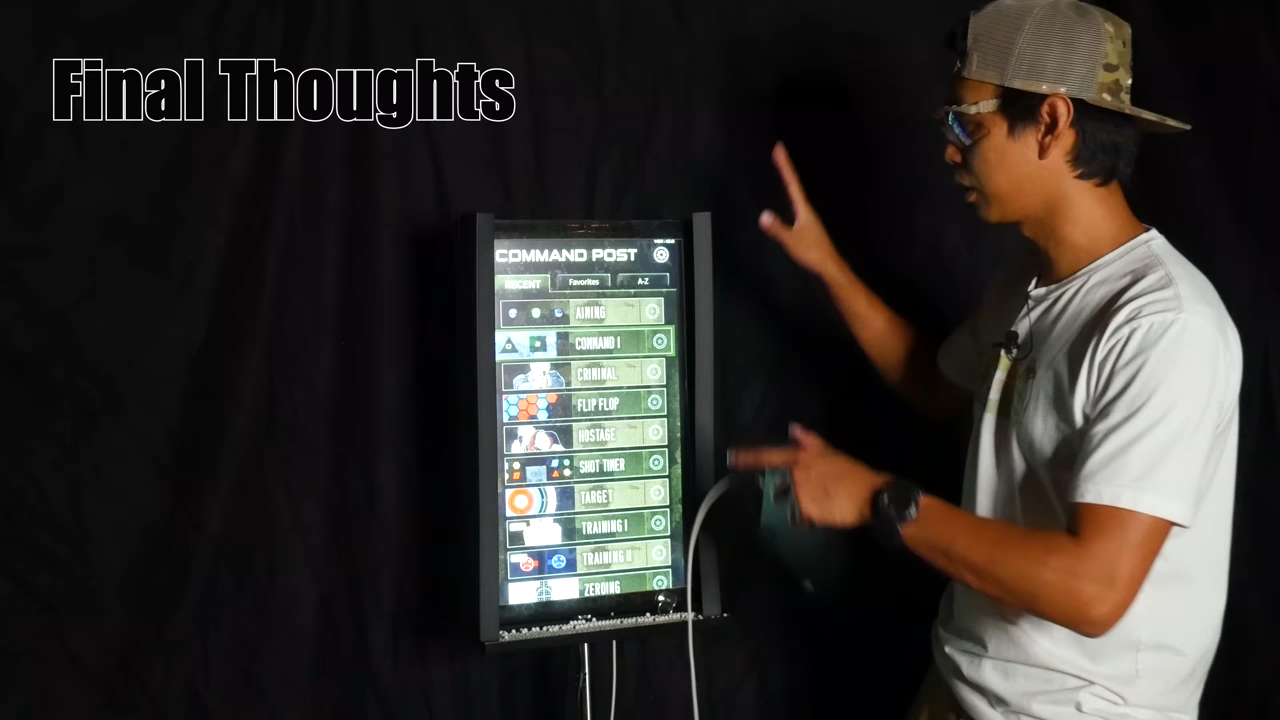 Final Thoughts
COMMAND POST
RECENT
Favorites
A-Z
AIMING
COMMAND I
CRIMINAL
FLIP FLOP
HOSTAGE
SHOT TIMER
TARGET
TRAINING I
TRAINING II
ZEROING